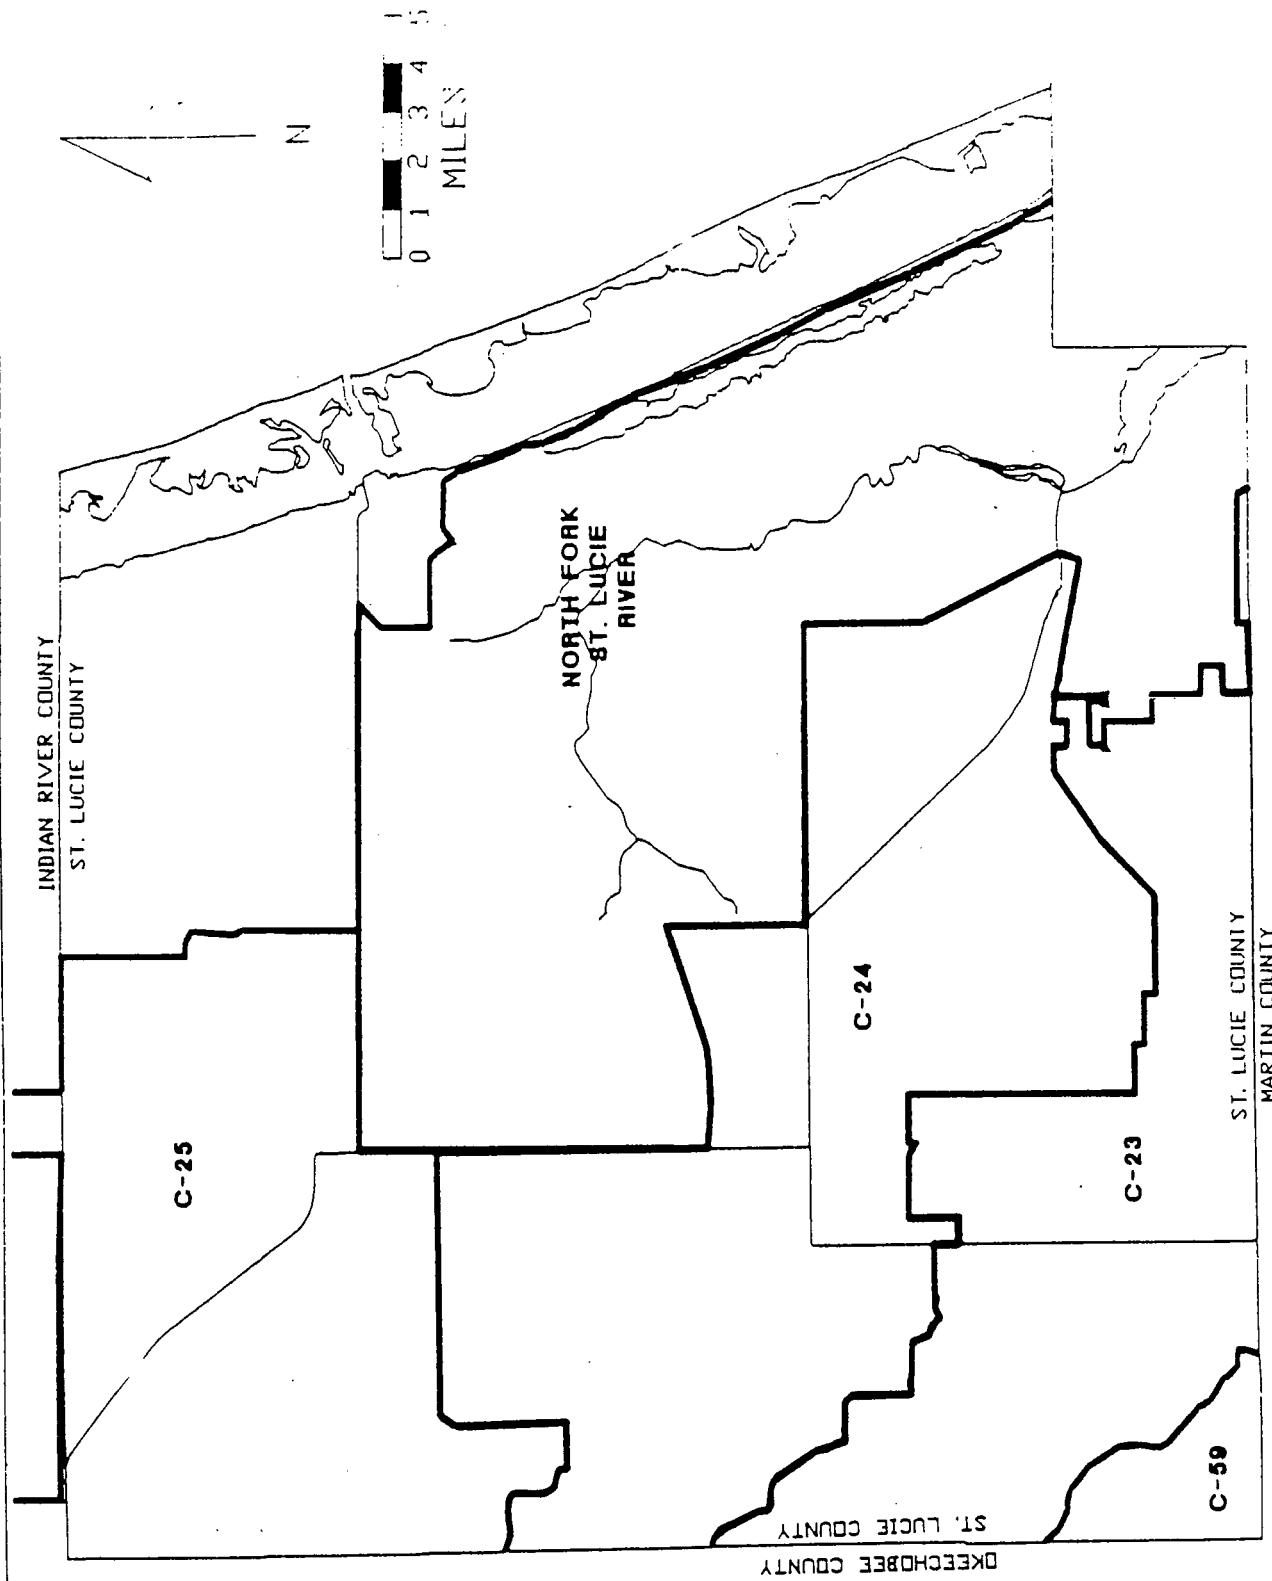 INDIAN RIVER COUNTY
ST. LUCIE COUNTY
N
0 1 2 3 4 5
MILES
NORTH FORK
ST. LUCIE
RIVER
C-25
C-24
C-23
C-59
ST. LUCIE COUNTY
MARTIN COUNTY
ST. LUCIE COUNTY
OKEECHOBEE COUNTY